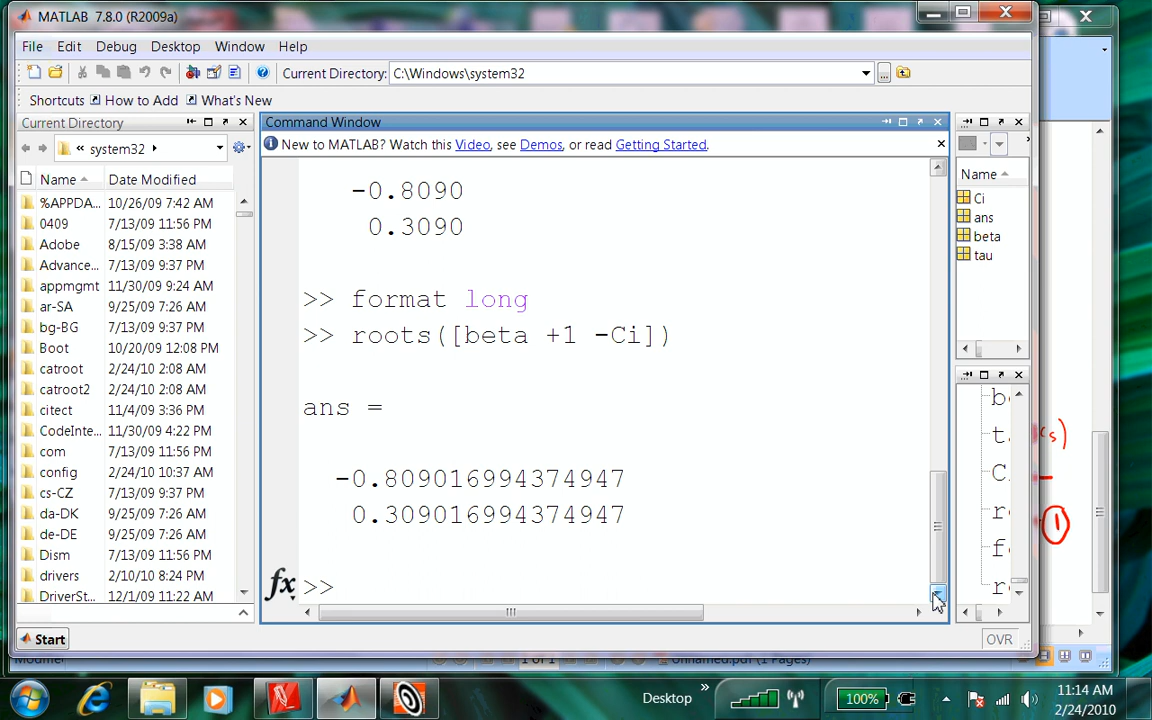 MATLAB 7.8.0 (R2009a)
File Edit Debug Desktop Window Help
Current Directory: C:\Windows\system32
Shortcuts How to Add What's New
Current Directory
« system32
Name Date Modified
%APPDA... 10/26/09 7:42 AM
0409 7/13/09 11:56 PM
Adobe 8/15/09 3:38 AM
Advance... 7/13/09 9:37 PM
appmgmt 11/30/09 9:24 AM
ar-SA 9/25/09 7:26 AM
bg-BG 7/13/09 9:37 PM
Boot 10/20/09 12:08 PM
catroot 2/24/10 2:08 AM
catroot2 2/24/10 2:08 AM
citect 11/4/09 3:36 PM
CodeInte... 11/30/09 4:22 PM
com 7/13/09 11:56 PM
config 2/24/10 10:37 AM
cs-CZ 7/13/09 9:37 PM
da-DK 9/25/09 7:26 AM
de-DE 9/25/09 7:26 AM
Dism 7/13/09 11:56 PM
drivers 2/10/10 8:24 PM
DriverSt... 12/1/09 11:22 AM
Command Window
New to MATLAB? Watch this Video, see Demos, or read Getting Started.
-0.8090
0.3090
>> format long
>> roots([beta +1 -Ci])
ans =
-0.809016994374947
0.309016994374947
fx >>
Name
Ci
ans
beta
tau
be
t
C
r
f
r
Cs)
1
Start
OVR
1 of 1
Unnamed.pdf (1 Pages)
Desktop »
100%
11:14 AM
2/24/2010